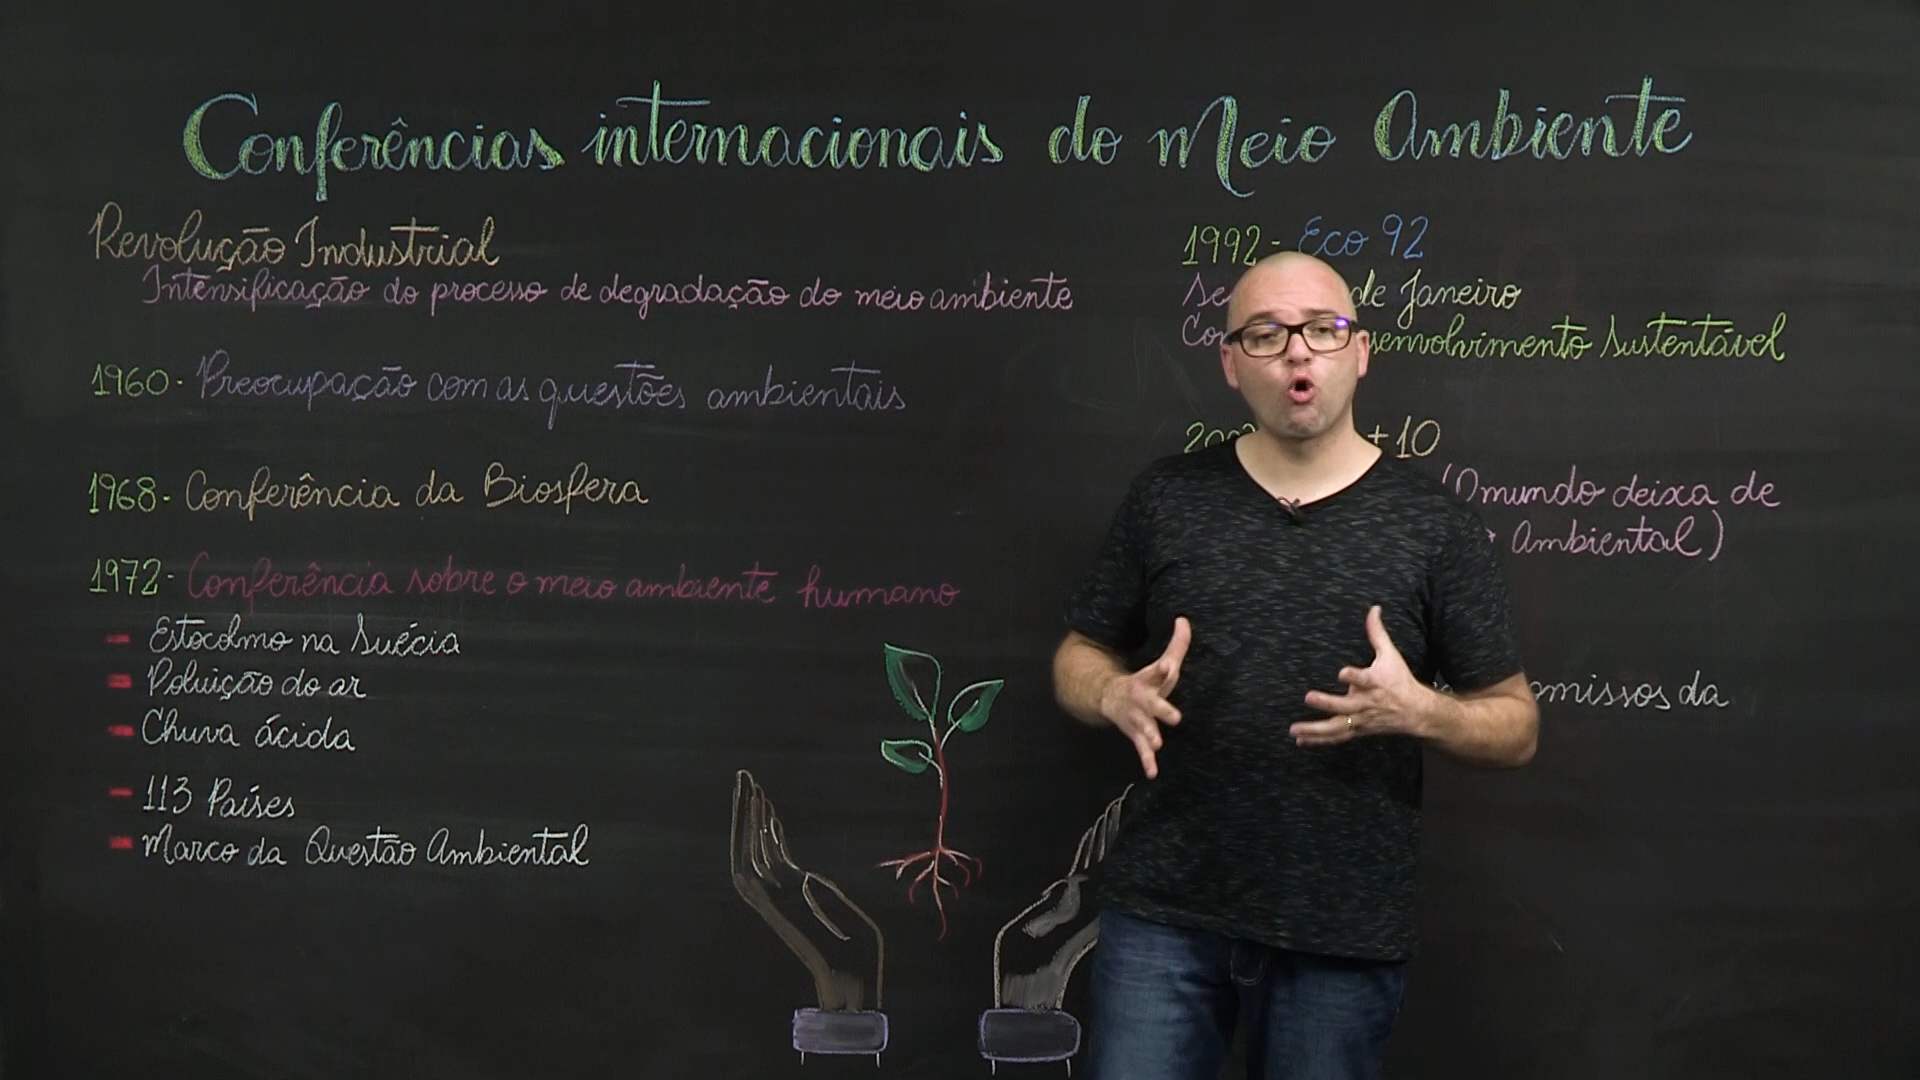 Conferências internacionais do Meio Ambiente
Revolução Industrial
Intensificação do processo de degradação do meio ambiente
1960 - Preocupação com as questões ambientais
1968 - Conferência da Biosfera
1972 - Conferência sobre o meio ambiente humano
- Estocolmo na Suécia
- Poluição do ar
- Chuva ácida
- 113 Países
- Marco da Questão Ambiental
1992 - Eco 92
de Janeiro
Sustentável
+ 10
(O mundo deixa de
Ambiental)
da